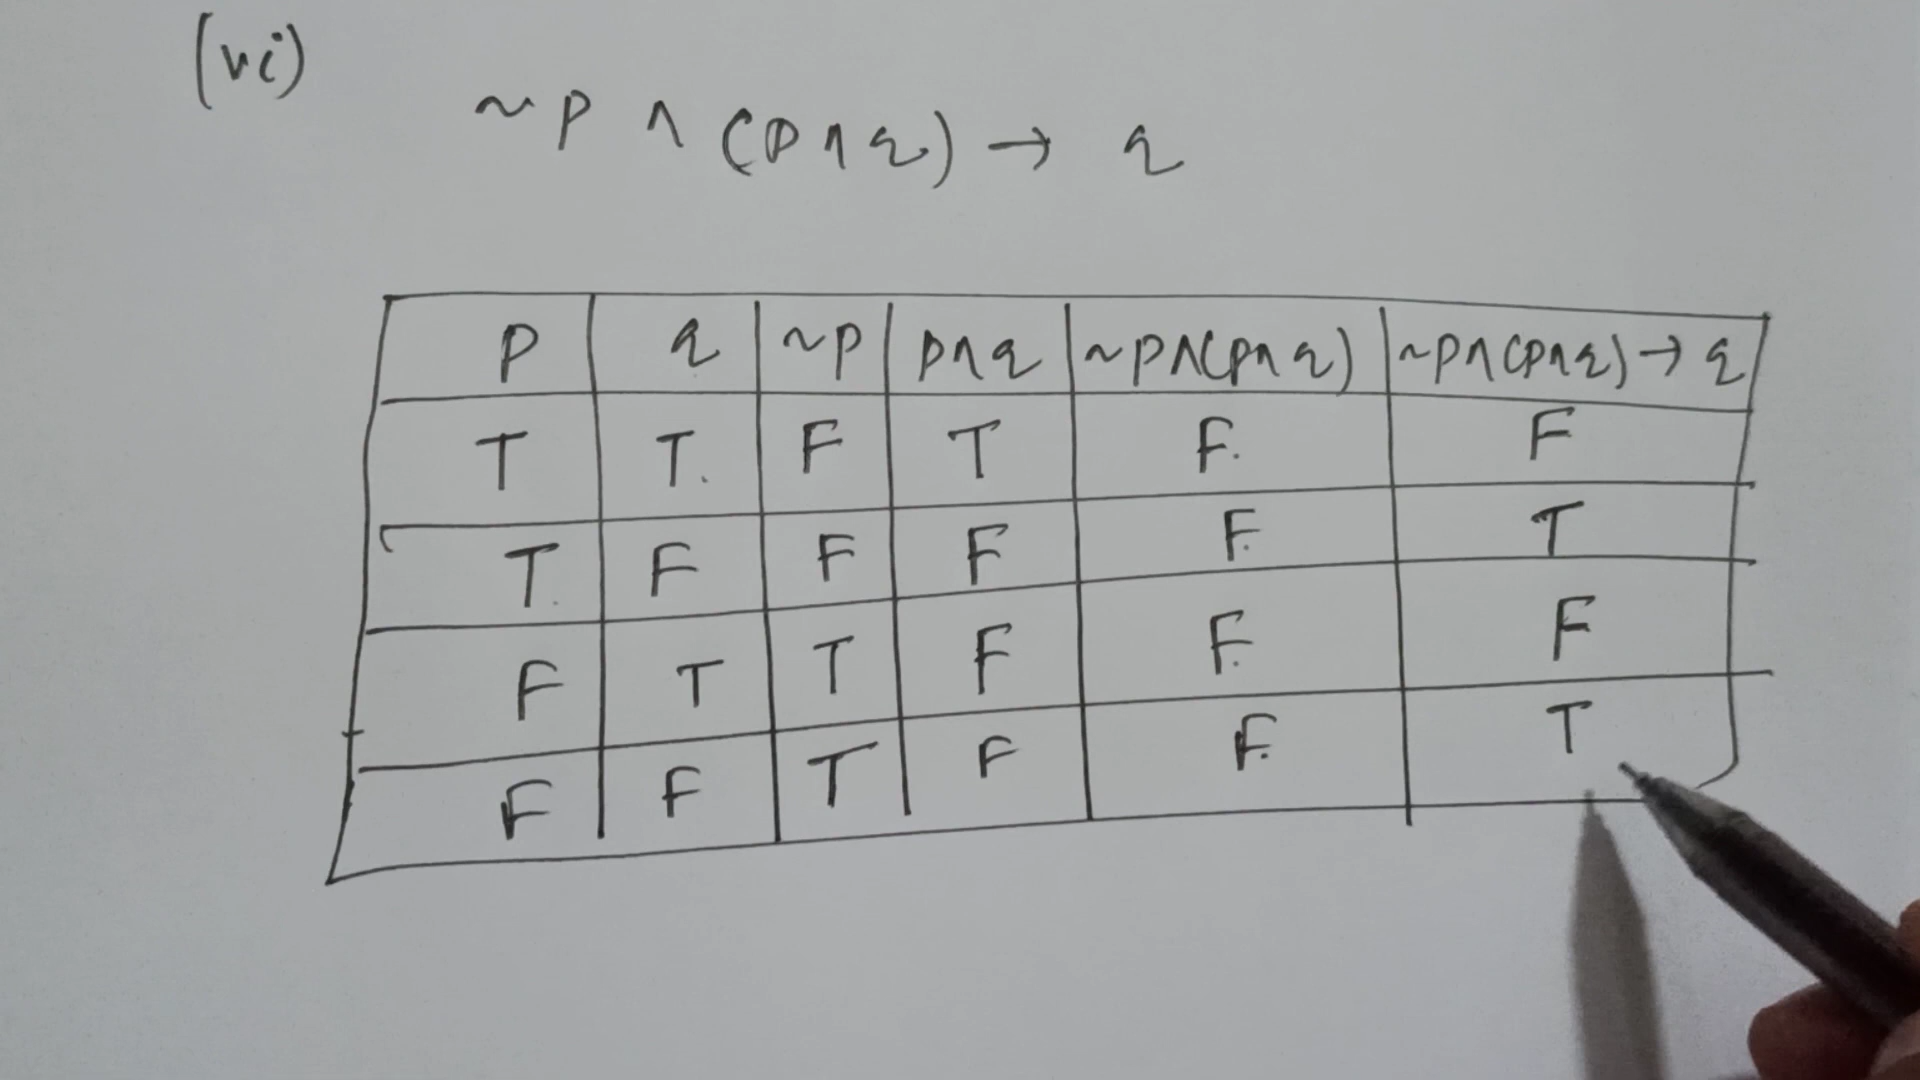 (vi)
~p ∧ (p∧q) → q
p q ~p p∧q ~p∧(p∧q) ~p∧(p∧q) → q
T T. F T F. F
T. F F F F. T
F T T F F. F
F F T F F. T